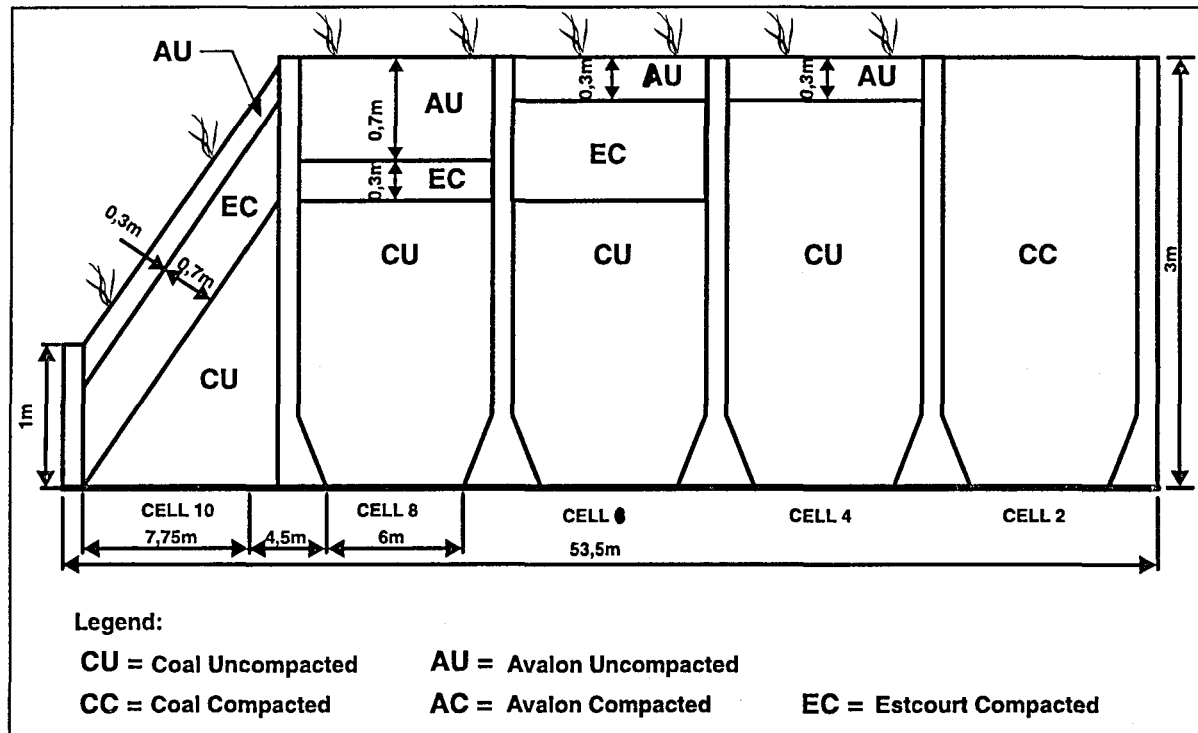 AU
0,3m
0,7m
EC
CU
1m
0,7m
AU
0,3m
EC
CU
0,3m
AU
EC
CU
0,3m
AU
CU
CC
3m
CELL 10
CELL 8
CELL 6
CELL 4
CELL 2
7,75m
4,5m
6m
53,5m
Legend:
CU = Coal Uncompacted
AU = Avalon Uncompacted
CC = Coal Compacted
AC = Avalon Compacted
EC = Estcourt Compacted